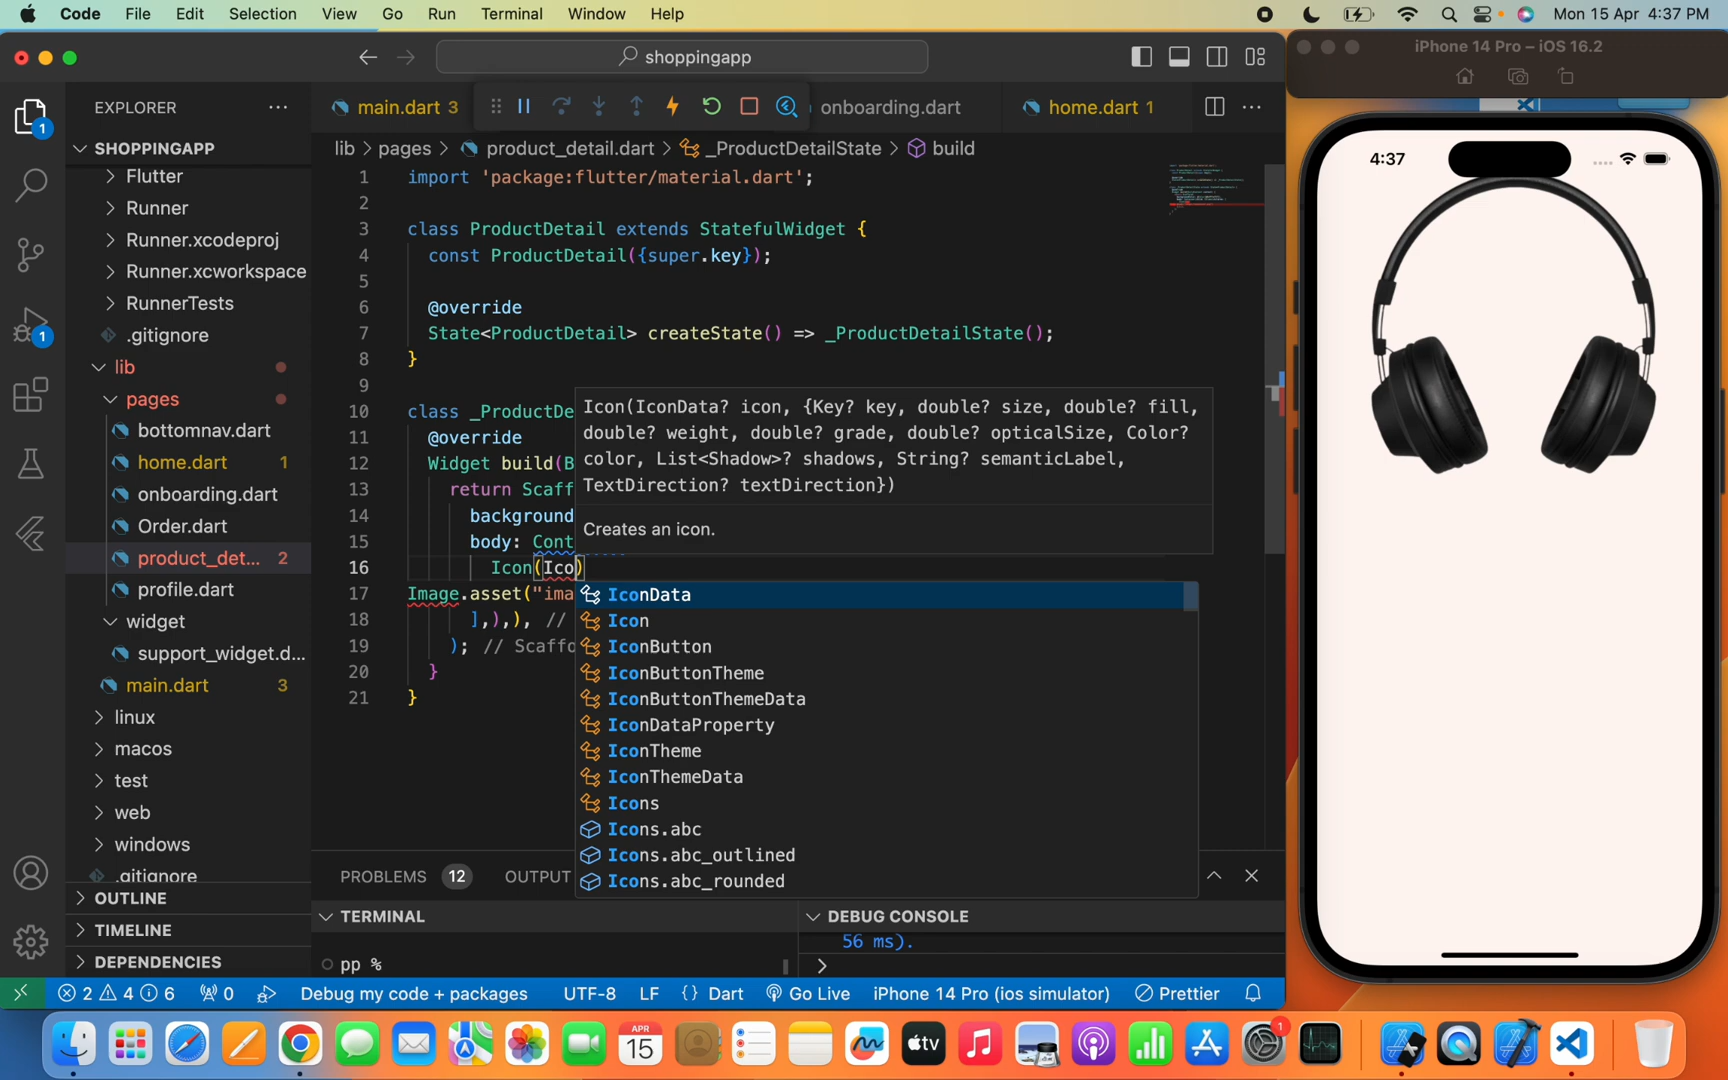 Code File Edit Selection View Go Run Terminal Window Help Mon 15 Apr 4:37 PM
shoppingapp
iPhone 14 Pro – iOS 16.2
EXPLORER
main.dart 3
onboarding.dart
home.dart 1
lib > pages > product_detail.dart > _ProductDetailState > build
SHOPPINGAPP
Flutter
Runner
Runner.xcodeproj
Runner.xcworkspace
RunnerTests
.gitignore
lib
pages
bottomnav.dart
home.dart 1
onboarding.dart
Order.dart
product_det... 2
profile.dart
widget
support_widget.d...
main.dart 3
linux
macos
test
web
windows
.gitignore
OUTLINE
TIMELINE
DEPENDENCIES
1 import 'package:flutter/material.dart';
2
3 class ProductDetail extends StatefulWidget {
4 const ProductDetail({super.key});
5
6 @override
7 State<ProductDetail> createState() => _ProductDetailState();
8 }
9
10 class _ProductDe
11 @override
12 Widget build(B
13 return Scaff
14 background
15 body: Cont
16 Icon(Ico)
17 Image.asset("ima
18 ],),), //
19 ); // Scaffo
20 }
21 }
Icon(IconData? icon, {Key? key, double? size, double? fill,
double? weight, double? grade, double? opticalSize, Color?
color, List<Shadow>? shadows, String? semanticLabel,
TextDirection? textDirection})
Creates an icon.
IconData
Icon
IconButton
IconButtonTheme
IconButtonThemeData
IconDataProperty
IconTheme
IconThemeData
Icons
Icons.abc
Icons.abc_outlined
Icons.abc_rounded
PROBLEMS 12 OUTPUT
TERMINAL
pp %
DEBUG CONSOLE
56 ms).
>
2 4 6 0 Debug my code + packages UTF-8 LF {} Dart Go Live iPhone 14 Pro (ios simulator) Prettier
4:37
1
1
APR
15
tv
1